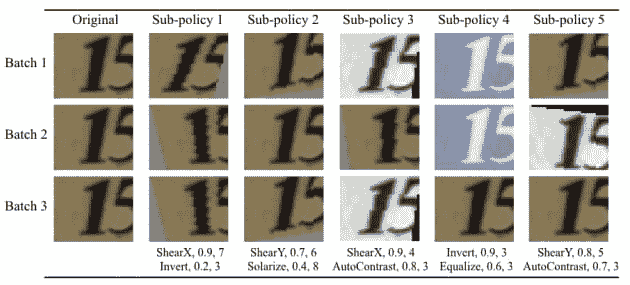 Original Sub-policy 1 Sub-policy 2 Sub-policy 3 Sub-policy 4 Sub-policy 5
Batch 1 15 15 15 15 15 15
Batch 2 15 15 15 15 15 15
Batch 3 15 15 15 15 15 15
ShearX, 0.9, 7 ShearY, 0.7, 6 ShearX, 0.9, 4 Invert, 0.9, 3 ShearY, 0.8, 5
Invert, 0.2, 3 Solarize, 0.4, 8 AutoContrast, 0.8, 3 Equalize, 0.6, 3 AutoContrast, 0.7, 3